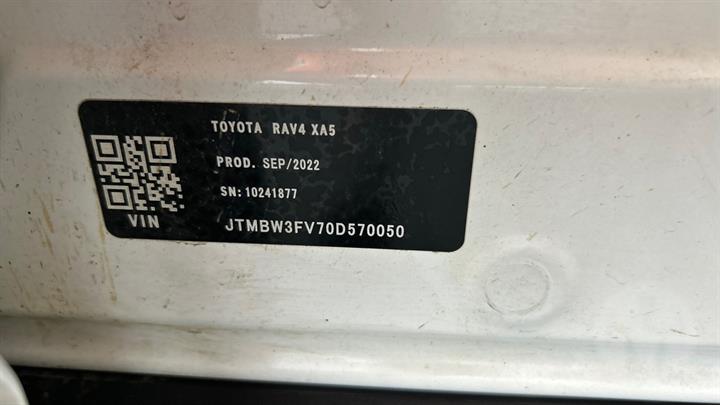 TOYOTA RAV4 XA5
PROD. SEP/2022
SN: 10241877
VIN JTMBW3FV70D570050